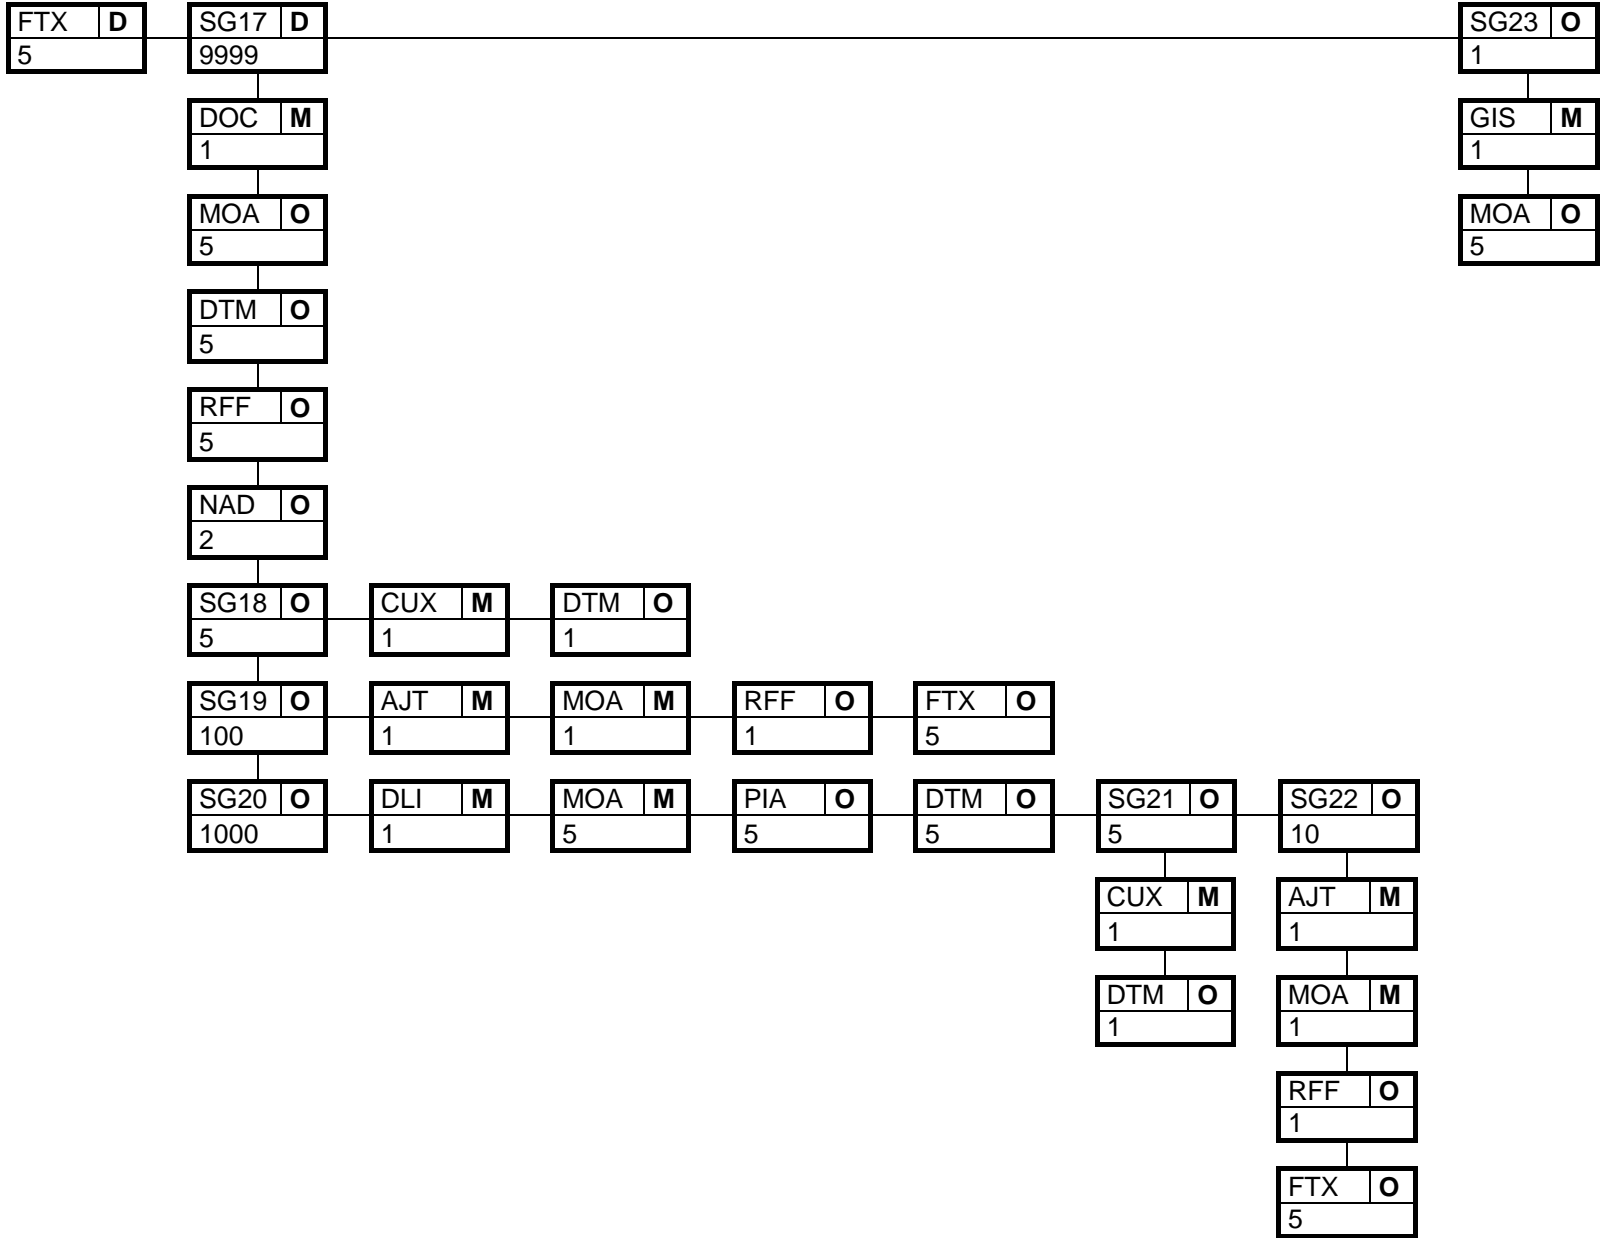 FTX D SG17 D SG23 O
5 9999 1
DOC M GIS M
1 1
MOA O MOA O
5 5
DTM O
5
RFF O
5
NAD O
2
SG18 O CUX M DTM O
5 1 1
SG19 O AJT M MOA M RFF O FTX O
100 1 1 1 5
SG20 O DLI M MOA M PIA O DTM O SG21 O SG22 O
1000 1 5 5 5 5 10
CUX M AJT M
1 1
DTM O MOA M
1 1
RFF O
1
FTX O
5